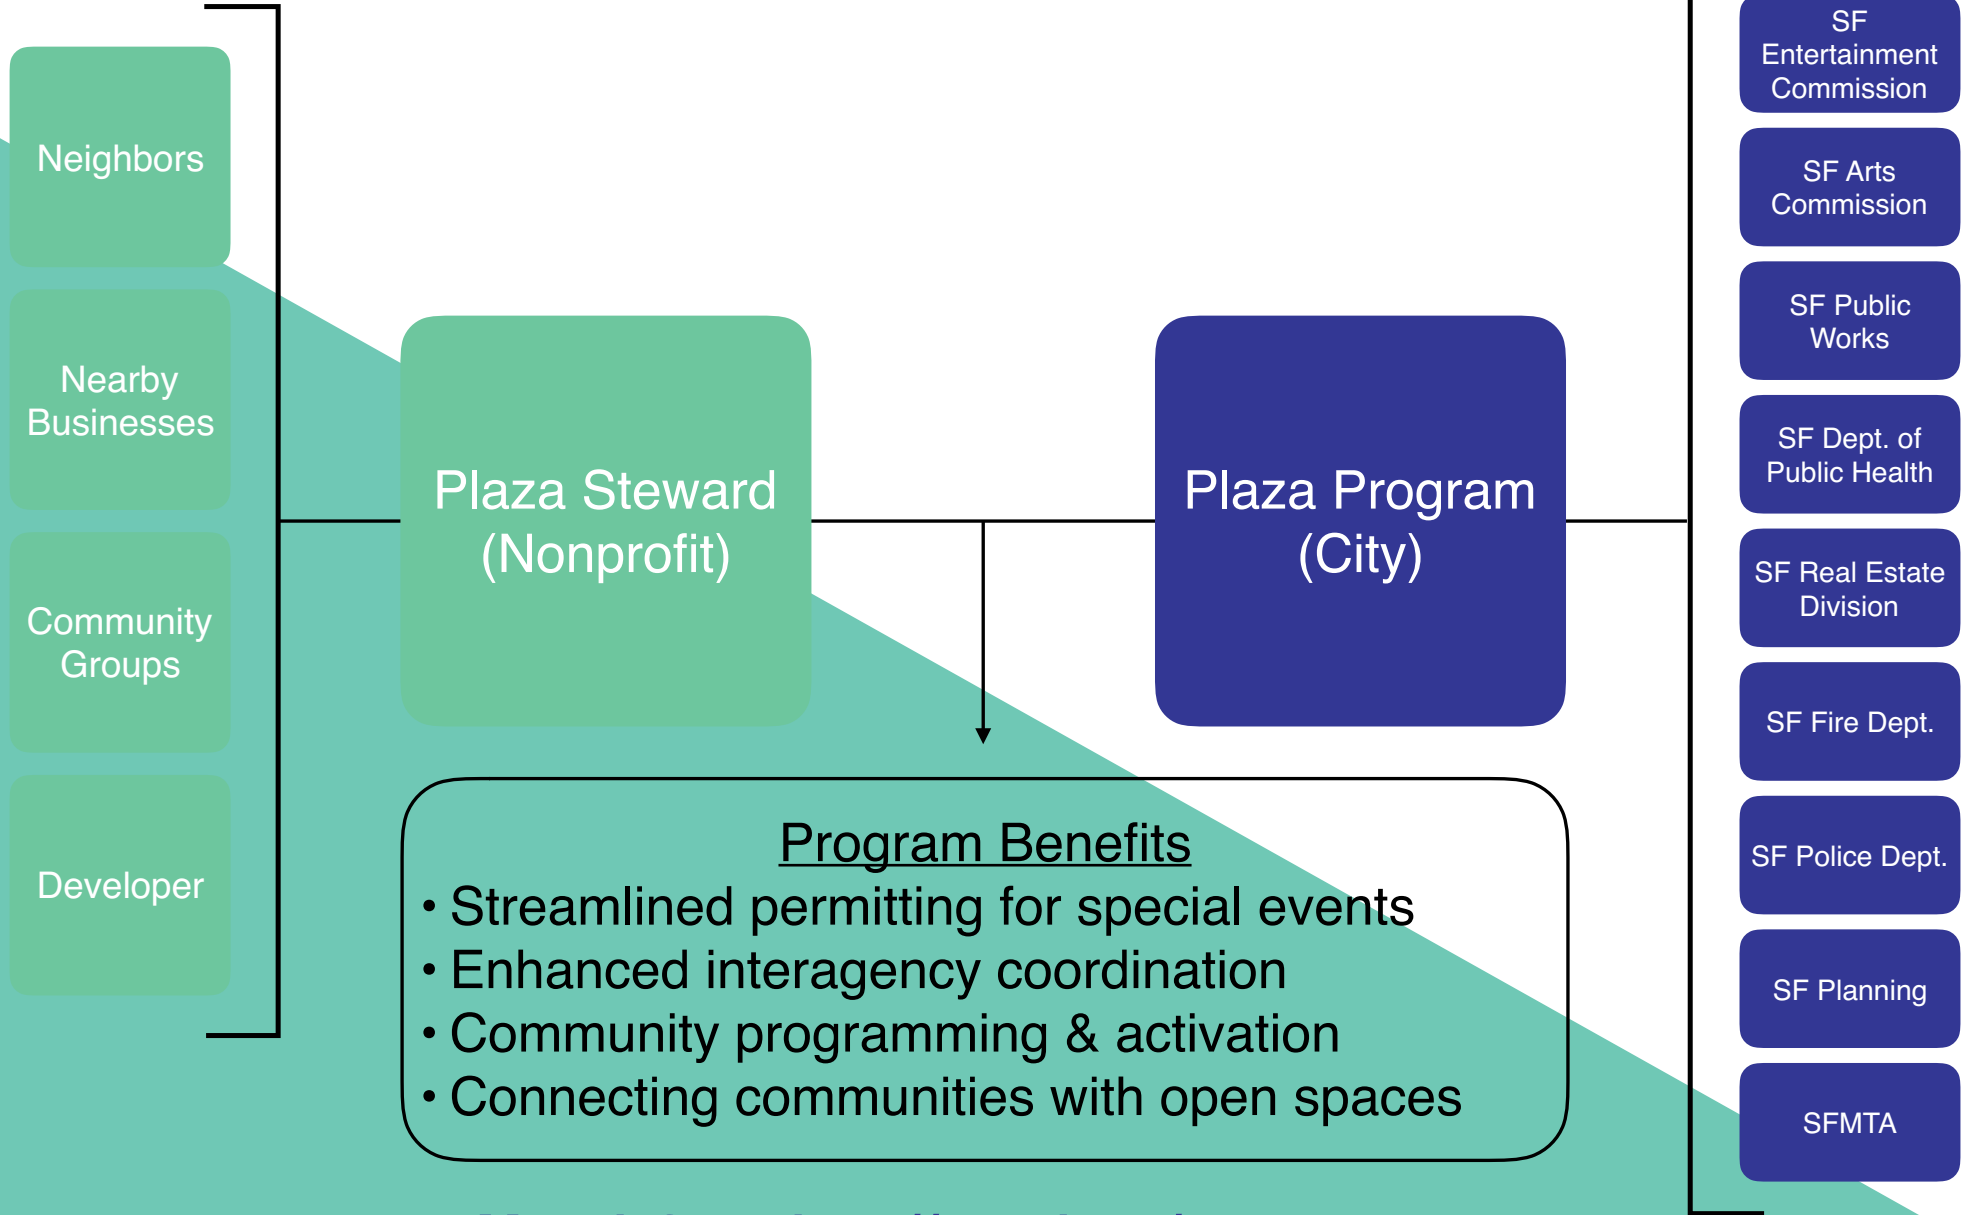 Neighbors
Nearby
Businesses
Community
Groups
Developer
Plaza Steward
(Nonprofit)
Plaza Program
(City)
Program Benefits
• Streamlined permitting for special events
• Enhanced interagency coordination
• Community programming & activation
• Connecting communities with open spaces
SF
Entertainment
Commission
SF Arts
Commission
SF Public
Works
SF Dept. of
Public Health
SF Real Estate
Division
SF Fire Dept.
SF Police Dept.
SF Planning
SFMTA